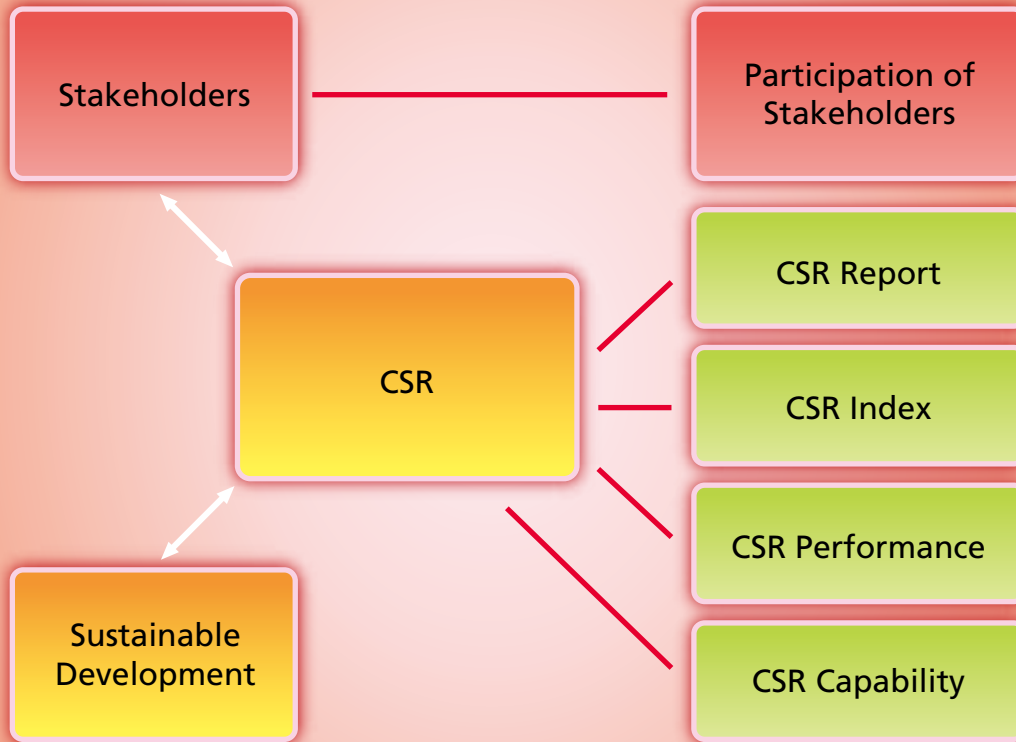 Stakeholders
Participation of
Stakeholders
CSR Report
CSR
CSR Index
CSR Performance
Sustainable
Development
CSR Capability